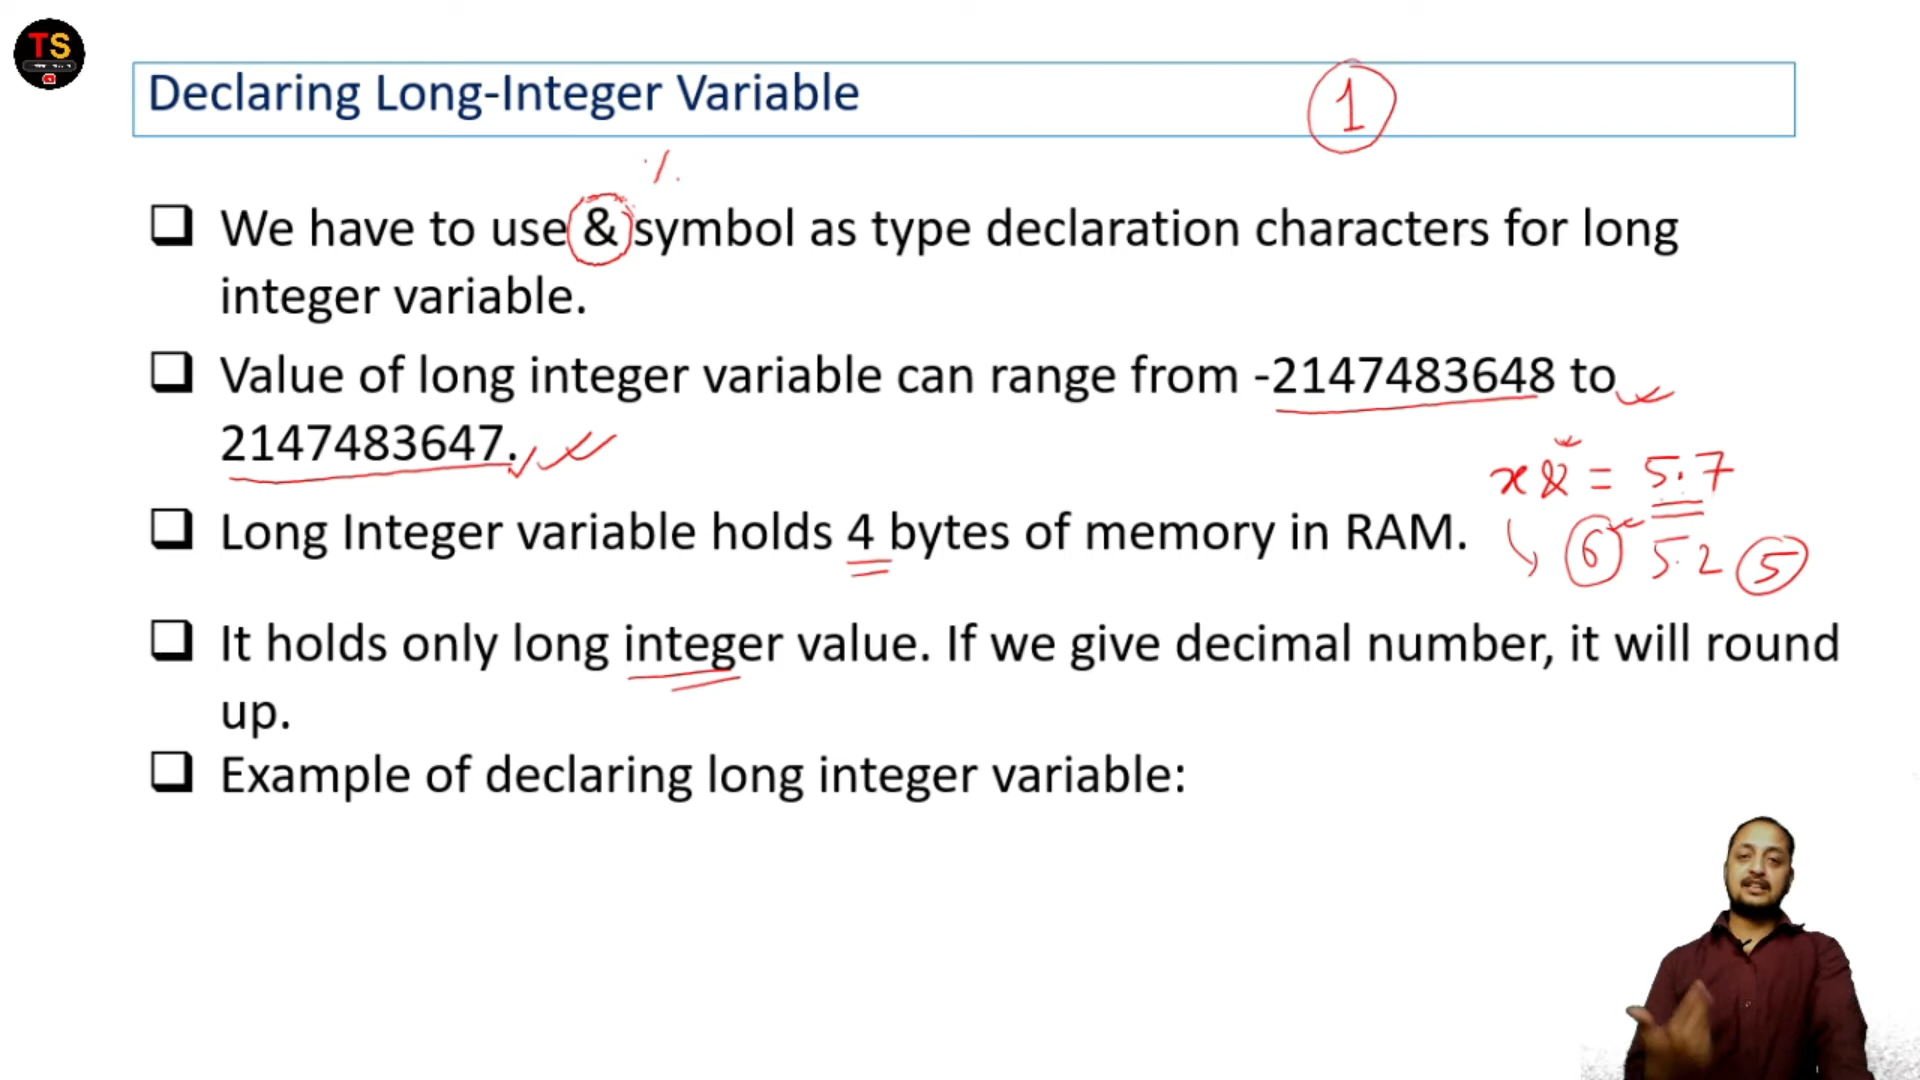 TS
Declaring Long-Integer Variable
1
%
We have to use & symbol as type declaration characters for long
integer variable.
Value of long integer variable can range from -2147483648 to
2147483647.
x& = 5.7
Long Integer variable holds 4 bytes of memory in RAM.
6 5.2 5
It holds only long integer value. If we give decimal number, it will round
up.
Example of declaring long integer variable: